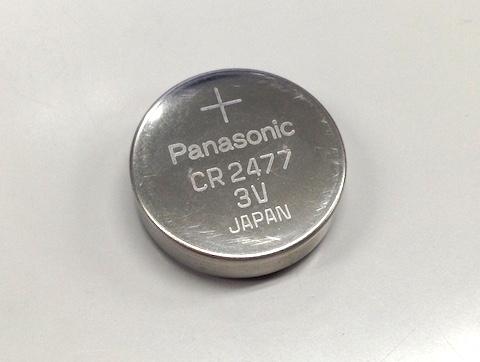 +
Panasonic
CR2477
3V
JAPAN